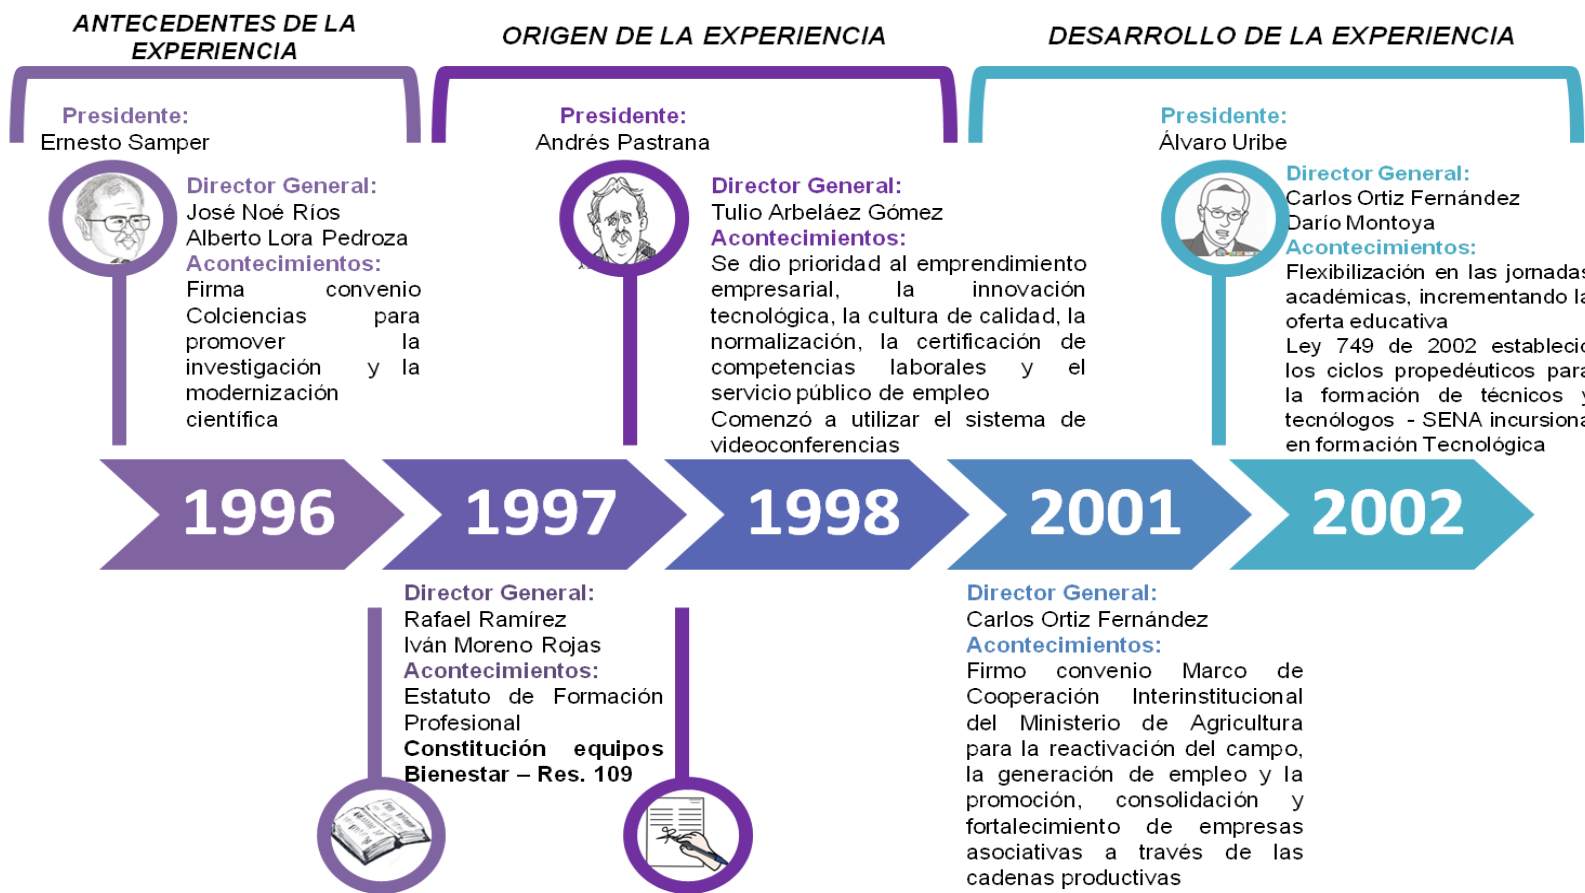 ANTECEDENTES DE LA
EXPERIENCIA
ORIGEN DE LA EXPERIENCIA
DESARROLLO DE LA EXPERIENCIA
Presidente:
Ernesto Samper
Director General:
José Noé Ríos
Alberto Lora Pedroza
Acontecimientos:
Firma convenio
Colciencias para
promover la
investigación y la
modernización
científica
Presidente:
Andrés Pastrana
Director General:
Tulio Arbeláez Gómez
Acontecimientos:
Se dio prioridad al emprendimiento
empresarial, la innovación
tecnológica, la cultura de calidad, la
normalización, la certificación de
competencias laborales y el
servicio público de empleo
Comenzó a utilizar el sistema de
videoconferencias
Presidente:
Álvaro Uribe
Director General:
Carlos Ortiz Fernández
Darío Montoya
Acontecimientos:
Flexibilización en las jornadas
académicas, incrementando la
oferta educativa
Ley 749 de 2002 estableció
los ciclos propedéuticos para
la formación de técnicos y
tecnólogos - SENA incursiona
en formación Tecnológica
1996
1997
1998
2001
2002
Director General:
Rafael Ramírez
Iván Moreno Rojas
Acontecimientos:
Estatuto de Formación
Profesional
Constitución equipos
Bienestar – Res. 109
Director General:
Carlos Ortiz Fernández
Acontecimientos:
Firmo convenio Marco de
Cooperación Interinstitucional
del Ministerio de Agricultura
para la reactivación del campo,
la generación de empleo y la
promoción, consolidación y
fortalecimiento de empresas
asociativas a través de las
cadenas productivas